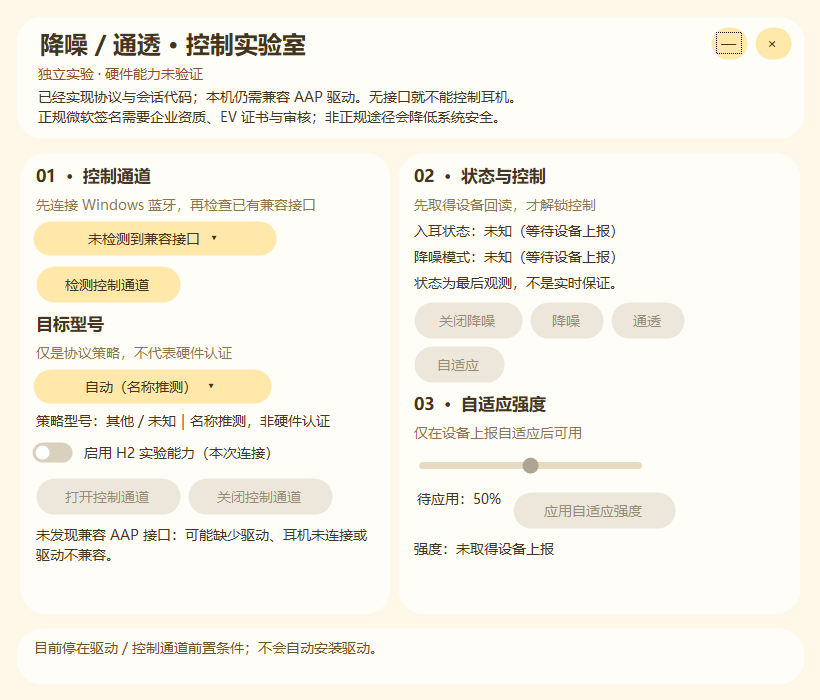 降噪 / 通透 • 控制实验室
— ×
独立实验 · 硬件能力未验证
已经实现协议与会话代码；本机仍需兼容 AAP 驱动。无接口就不能控制耳机。
正规微软签名需要企业资质、EV 证书与审核；非正规途径会降低系统安全。
01 • 控制通道
先连接 Windows 蓝牙，再检查已有兼容接口
未检测到兼容接口 ▾
检测控制通道
目标型号
仅是协议策略，不代表硬件认证
自动（名称推测） ▾
策略型号：其他 / 未知 | 名称推测，非硬件认证
启用 H2 实验能力（本次连接）
打开控制通道 关闭控制通道
未发现兼容 AAP 接口：可能缺少驱动、耳机未连接或
驱动不兼容。
02 • 状态与控制
先取得设备回读，才解锁控制
入耳状态：未知（等待设备上报）
降噪模式：未知（等待设备上报）
状态为最后观测，不是实时保证。
关闭降噪 降噪 通透
自适应
03 • 自适应强度
仅在设备上报自适应后可用
待应用：50% 应用自适应强度
强度：未取得设备上报
目前停在驱动 / 控制通道前置条件；不会自动安装驱动。